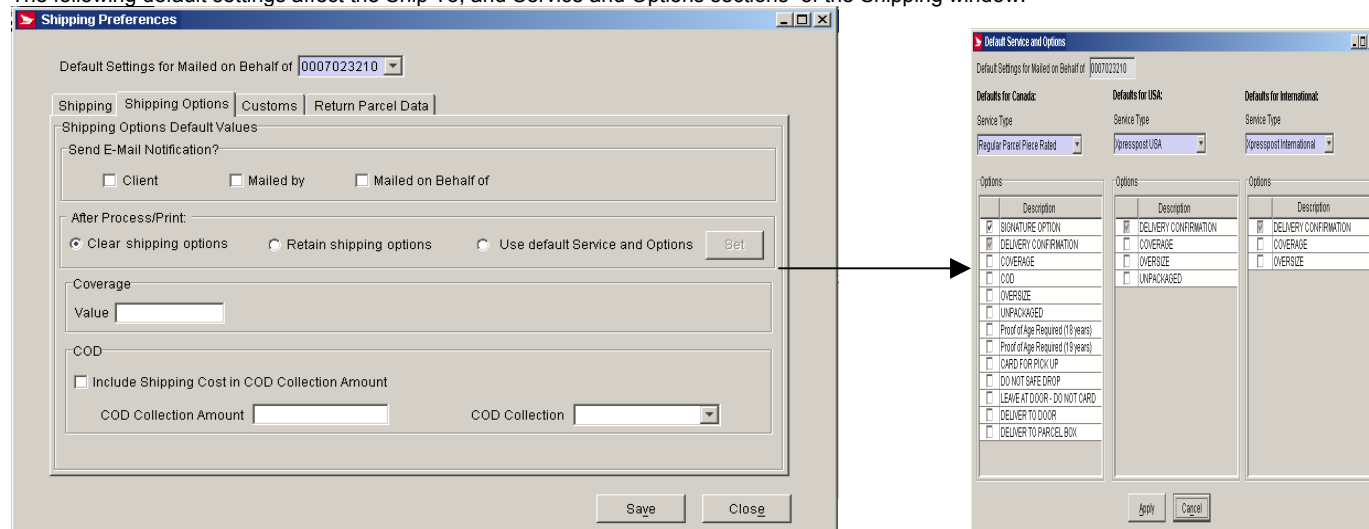 The following default settings affect the Ship To, and Service and Options sections of the Shipping window.
Shipping Preferences
Default Settings for Mailed on Behalf of 0007023210
Shipping Shipping Options Customs Return Parcel Data
Shipping Options Default Values
Send E-Mail Notification?
Client Mailed by Mailed on Behalf of
After Process/Print:
Clear shipping options Retain shipping options Use default Service and Options Set
Coverage
Value
COD
Include Shipping Cost in COD Collection Amount
COD Collection Amount COD Collection
Save Close
Default Service and Options
Default Settings for Mailed on Behalf of 0007023210
Defaults for Canada: Defaults for USA: Defaults for International:
Service Type Service Type Service Type
Regular Parcel Piece Rated Xpresspost USA Xpresspost International
Options Options Options
Description Description Description
SIGNATURE OPTION DELIVERY CONFIRMATION DELIVERY CONFIRMATION
DELIVERY CONFIRMATION COVERAGE COVERAGE
COVERAGE OVERSIZE OVERSIZE
COD UNPACKAGED
OVERSIZE
UNPACKAGED
Proof of Age Required (18 years)
Proof of Age Required (19 years)
CARD FOR PICK UP
DO NOT SAFE DROP
LEAVE AT DOOR - DO NOT CARD
DELIVER TO DOOR
DELIVER TO PARCEL BOX
Apply Cancel